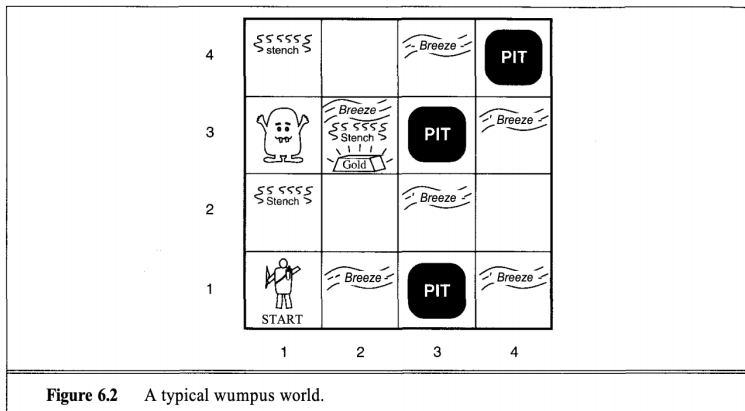 4
stench
Breeze
PIT
3
Breeze
Stench
Gold
PIT
Breeze
2
Stench
Breeze
1
START
Breeze
PIT
Breeze
1 2 3 4
Figure 6.2 A typical wumpus world.